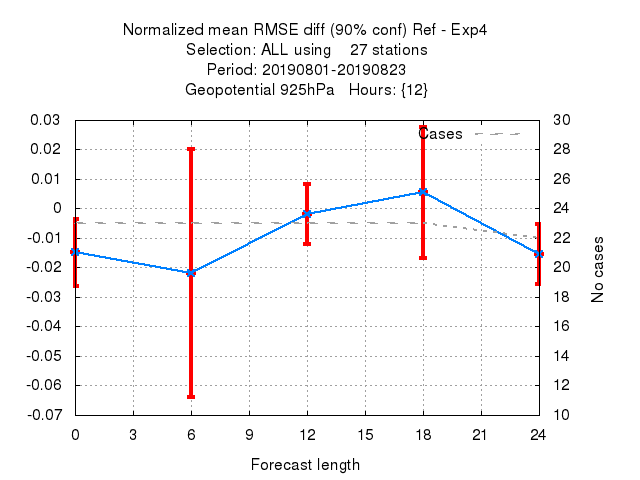 Normalized mean RMSE diff (90% conf) Ref - Exp4
Selection: ALL using    27 stations
Period: 20190801-20190823
Geopotential 925hPa   Hours: {12}
0.03
0.02
0.01
0
-0.01
-0.02
-0.03
-0.04
-0.05
-0.06
-0.07
Cases
30
28
26
24
22
20
18
16
14
12
10
No cases
0 3 6 9 12 15 18 21 24
Forecast length